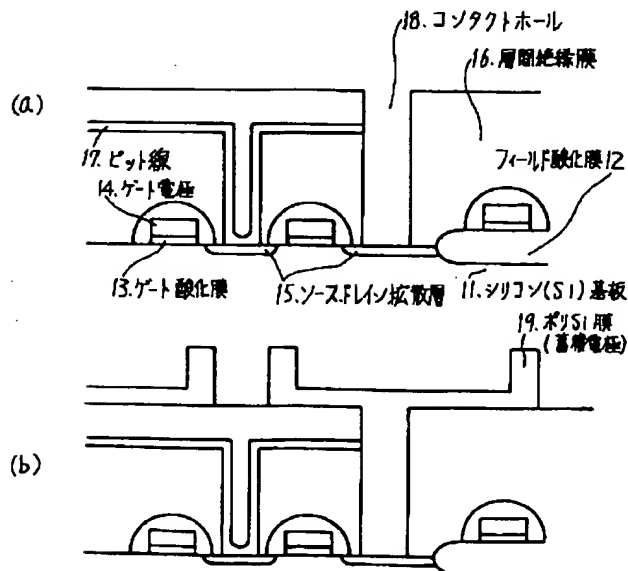 18. コンタクトホール
16. 層間絶縁膜
(a)
17. ビット線
14. ゲート電極
フィールド酸化膜 12
13. ゲート酸化膜
15. ソースドレイン拡散層
11. シリコン(Si)基板
19. ポリSi膜
(蓄積電極)
(b)